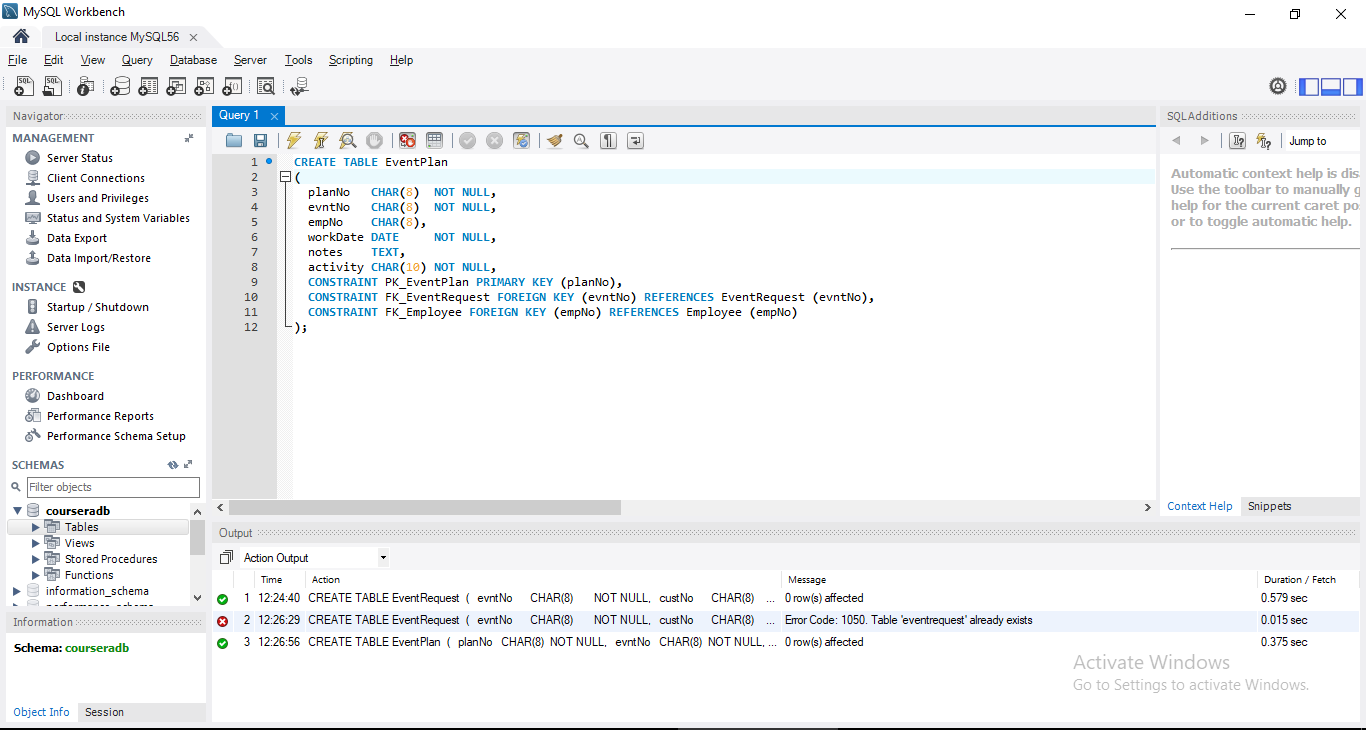 MySQL Workbench
Local instance MySQL56
File Edit View Query Database Server Tools Scripting Help
Navigator
MANAGEMENT
Server Status
Client Connections
Users and Privileges
Status and System Variables
Data Export
Data Import/Restore
INSTANCE
Startup / Shutdown
Server Logs
Options File
PERFORMANCE
Dashboard
Performance Reports
Performance Schema Setup
SCHEMAS
Filter objects
courseradb
Tables
Views
Stored Procedures
Functions
information_schema
Information
Schema: courseradb
Object Info Session
Query 1
1 CREATE TABLE EventPlan
2 (
3 planNo CHAR(8) NOT NULL,
4 evntNo CHAR(8) NOT NULL,
5 empNo CHAR(8),
6 workDate DATE NOT NULL,
7 notes TEXT,
8 activity CHAR(10) NOT NULL,
9 CONSTRAINT PK_EventPlan PRIMARY KEY (planNo),
10 CONSTRAINT FK_EventRequest FOREIGN KEY (evntNo) REFERENCES EventRequest (evntNo),
11 CONSTRAINT FK_Employee FOREIGN KEY (empNo) REFERENCES Employee (empNo)
12 );
SQLAdditions
Jump to
Automatic context help is dis
Use the toolbar to manually g
help for the current caret po
or to toggle automatic help.
Context Help Snippets
Output
Action Output
Time Action Message Duration / Fetch
1 12:24:40 CREATE TABLE EventRequest ( evntNo CHAR(8) NOT NULL, custNo CHAR(8) ... 0 row(s) affected 0.579 sec
2 12:26:29 CREATE TABLE EventRequest ( evntNo CHAR(8) NOT NULL, custNo CHAR(8) ... Error Code: 1050. Table 'eventrequest' already exists 0.015 sec
3 12:26:56 CREATE TABLE EventPlan ( planNo CHAR(8) NOT NULL, evntNo CHAR(8) NOT NULL, ... 0 row(s) affected 0.375 sec
Activate Windows
Go to Settings to activate Windows.